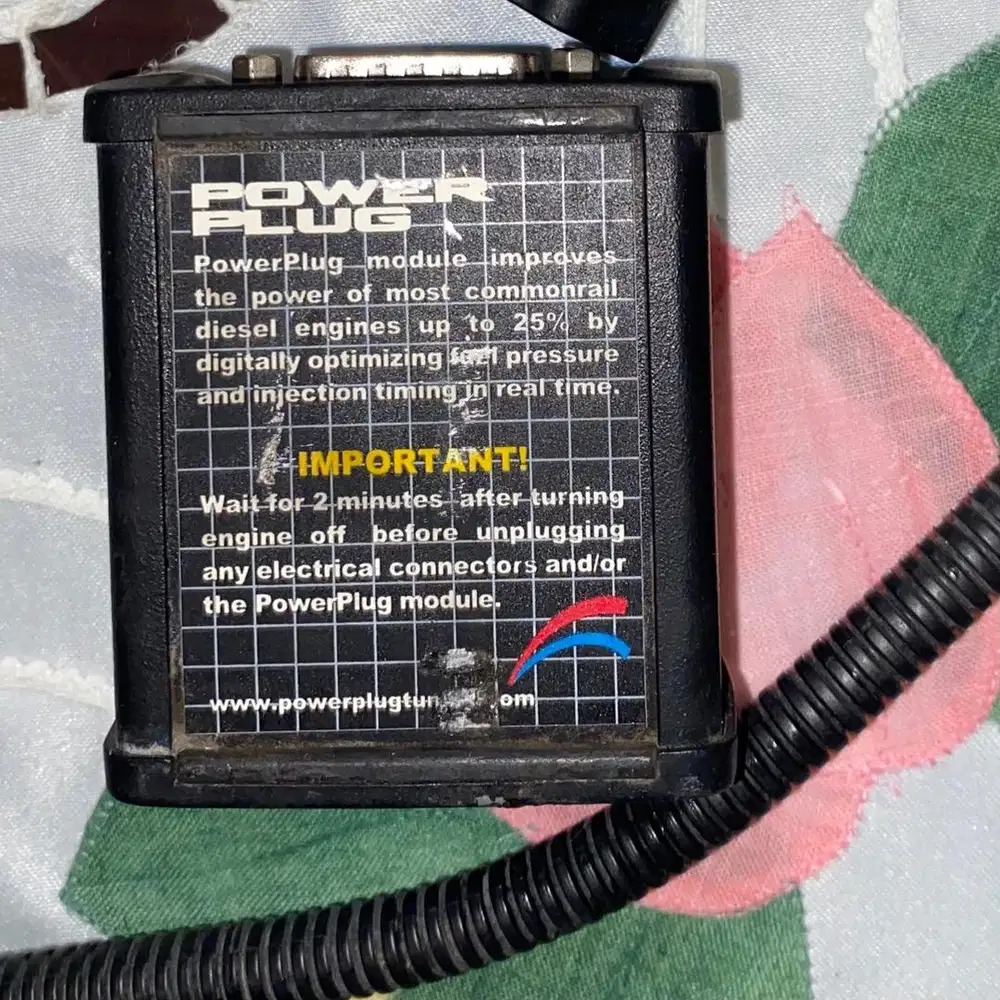 POWER
PLUG
PowerPlug module improves
the power of most commonrail
diesel engines up to 25% by
digitally optimizing fuel pressure
and injection timing in real time.
IMPORTANT!
Wait for 2 minutes after turning
engine off before unplugging
any electrical connectors and/or
the PowerPlug module.